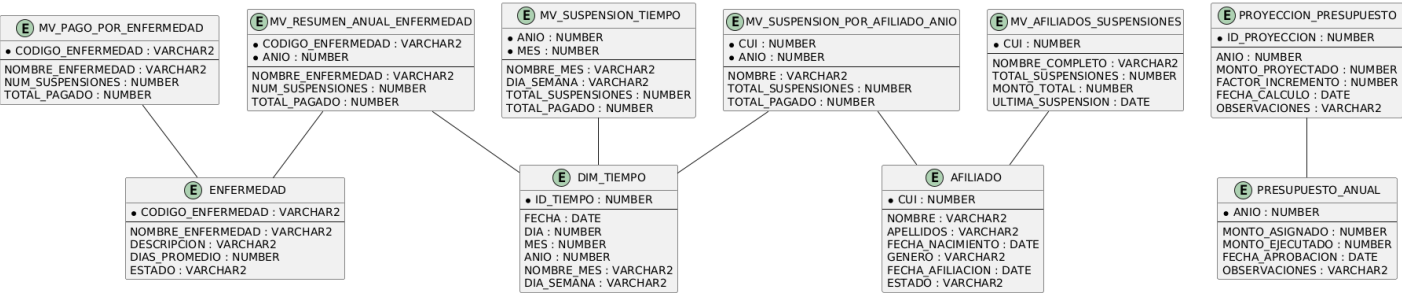 E MV_PAGO_POR_ENFERMEDAD
CODIGO_ENFERMEDAD : VARCHAR2
NOMBRE_ENFERMEDAD : VARCHAR2
NUM_SUSPENSIONES : NUMBER
TOTAL_PAGADO : NUMBER
E MV_RESUMEN_ANUAL_ENFERMEDAD
CODIGO_ENFERMEDAD : VARCHAR2
ANIO : NUMBER
NOMBRE_ENFERMEDAD : VARCHAR2
NUM_SUSPENSIONES : NUMBER
TOTAL_PAGADO : NUMBER
E MV_SUSPENSION_TIEMPO
ANIO : NUMBER
MES : NUMBER
NOMBRE_MES : VARCHAR2
DIA_SEMANA : VARCHAR2
TOTAL_SUSPENSIONES : NUMBER
TOTAL_PAGADO : NUMBER
E MV_SUSPENSION_POR_AFILIADO_ANIO
CUI : NUMBER
ANIO : NUMBER
NOMBRE : VARCHAR2
TOTAL_SUSPENSIONES : NUMBER
TOTAL_PAGADO : NUMBER
E MV_AFILIADOS_SUSPENSIONES
CUI : NUMBER
NOMBRE_COMPLETO : VARCHAR2
TOTAL_SUSPENSIONES : NUMBER
MONTO_TOTAL : NUMBER
ULTIMA_SUSPENSION : DATE
E PROYECCION_PRESUPUESTO
ID_PROYECCION : NUMBER
ANIO : NUMBER
MONTO_PROYECTADO : NUMBER
FACTOR_INCREMENTO : NUMBER
FECHA_CALCULO : DATE
OBSERVACIONES : VARCHAR2
E ENFERMEDAD
CODIGO_ENFERMEDAD : VARCHAR2
NOMBRE_ENFERMEDAD : VARCHAR2
DESCRIPCION : VARCHAR2
DIAS_PROMEDIO : NUMBER
ESTADO : VARCHAR2
E DIM_TIEMPO
ID_TIEMPO : NUMBER
FECHA : DATE
DIA : NUMBER
MES : NUMBER
ANIO : NUMBER
NOMBRE_MES : VARCHAR2
DIA_SEMANA : VARCHAR2
E AFILIADO
CUI : NUMBER
NOMBRE : VARCHAR2
APELLIDOS : VARCHAR2
FECHA_NACIMIENTO : DATE
GENERO : VARCHAR2
FECHA_AFILIACION : DATE
ESTADO : VARCHAR2
E PRESUPUESTO_ANUAL
ANIO : NUMBER
MONTO_ASIGNADO : NUMBER
MONTO_EJECUTADO : NUMBER
FECHA_APROBACION : DATE
OBSERVACIONES : VARCHAR2